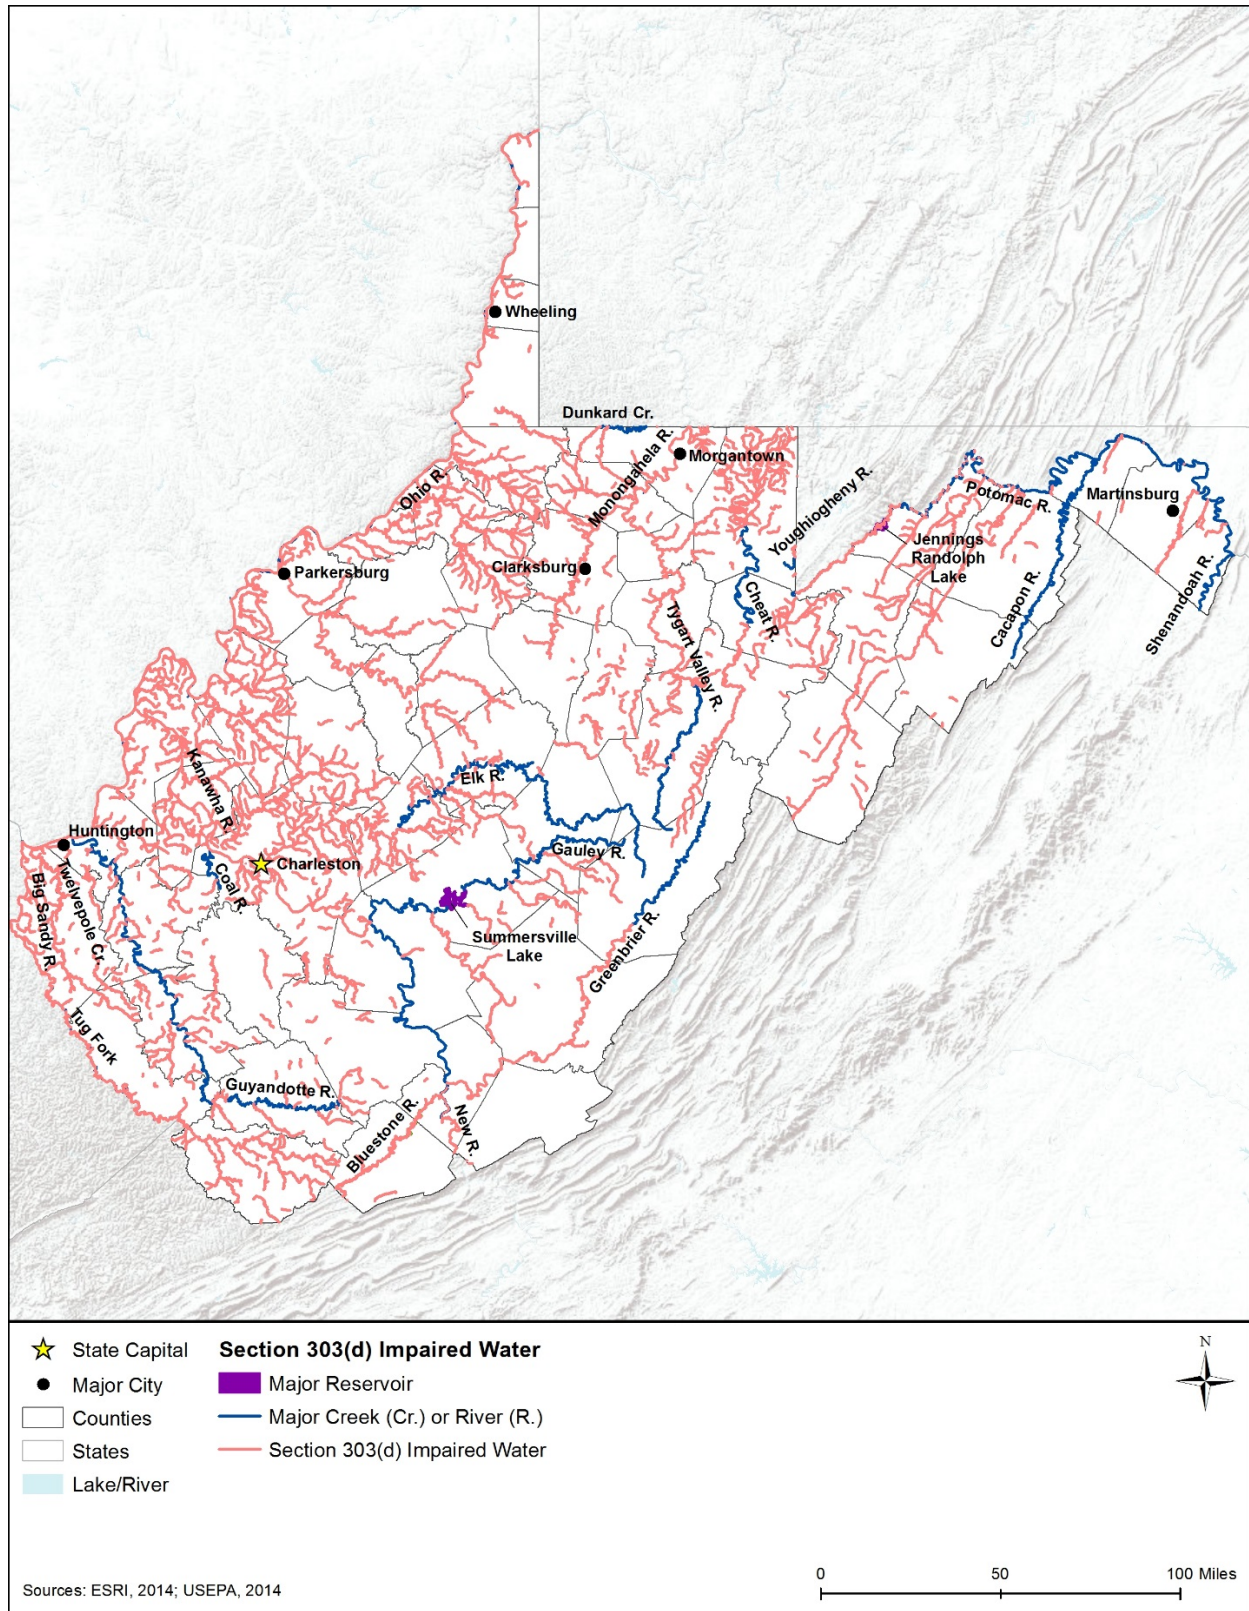 Wheeling
Dunkard Cr.
Monongahela R.
Morgantown
Ohio R.
Youghiogheny R.
Potomac R.
Martinsburg
Jennings
Randolph
Lake
Clarksburg
Parkersburg
Cheat R.
Cacapon R.
Shenandoah R.
Tygart Valley R.
Kanawha R.
Elk R.
Huntington
Charleston
Gauley R.
Coal R.
Twelvepole Cr.
Big Sandy R.
Summersville
Lake
Greenbrier R.
Tug Fork
Guyandotte R.
Bluestone R.
New R.
State Capital
Major City
Counties
States
Lake/River
Section 303(d) Impaired Water
Major Reservoir
Major Creek (Cr.) or River (R.)
Section 303(d) Impaired Water
N
Sources: ESRI, 2014; USEPA, 2014
0 50 100 Miles